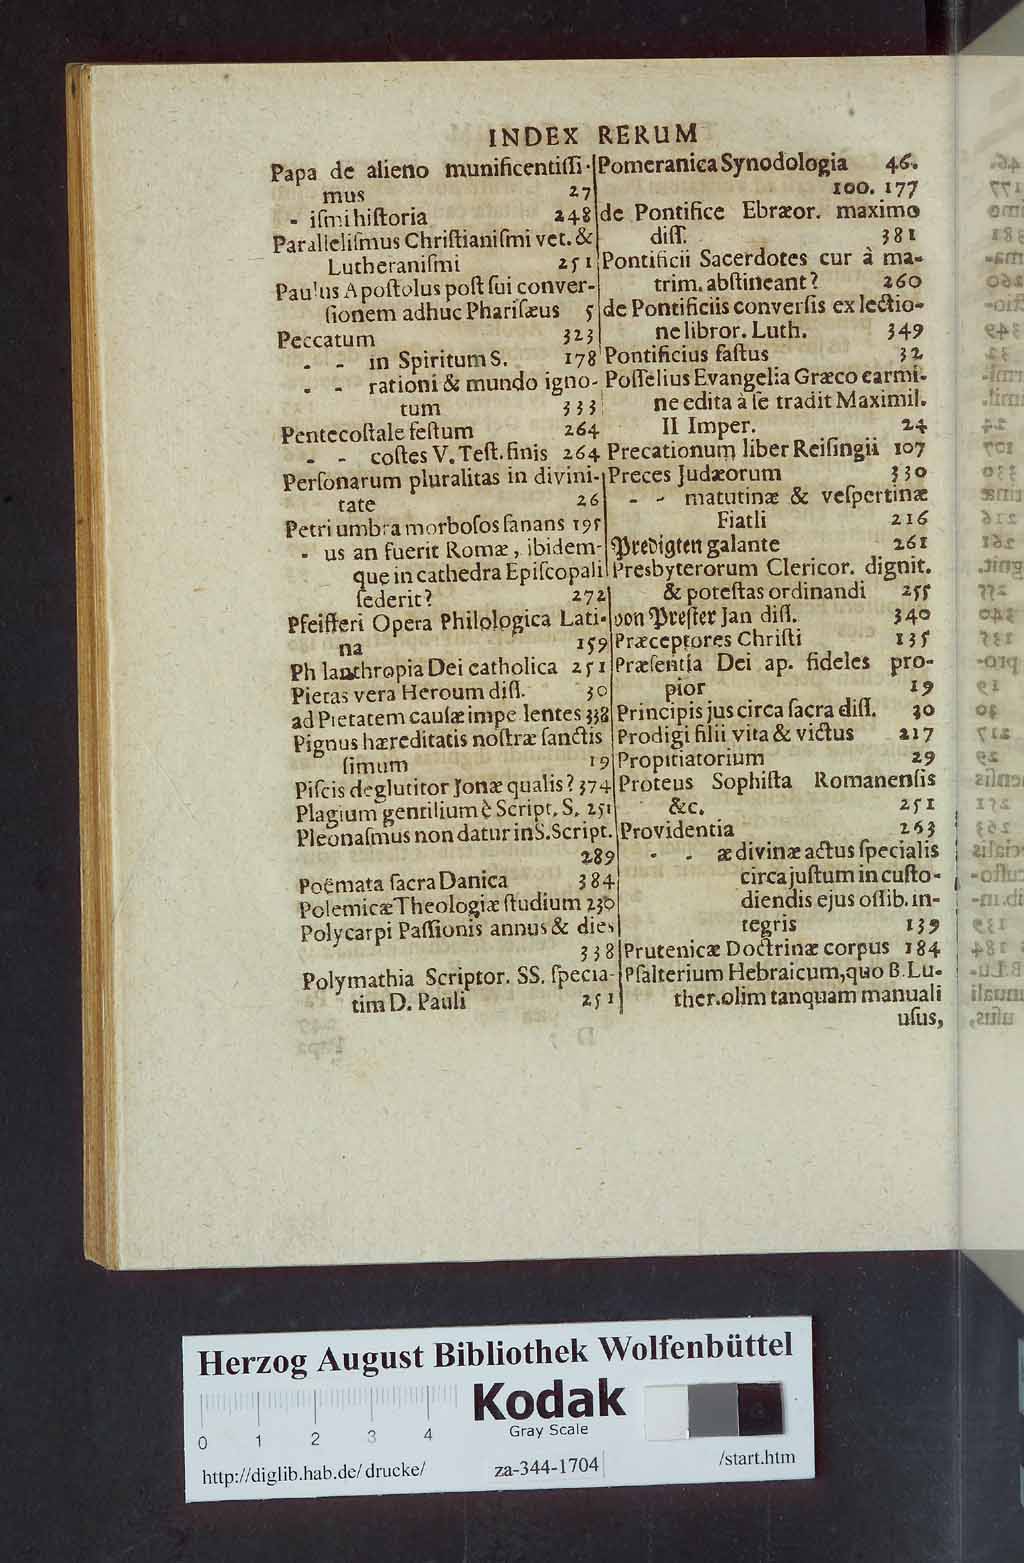 INDEX RERUM
Papa de alieno munificentiſſi-
mus 27
- iſmi hiſtoria 248
Paralleliſmus Chriſtianiſmi vet. &
Lutheraniſmi 251
Paulus Apoſtolus poſt ſui conver-
ſionem adhuc Phariſæus 5
Peccatum 323
- - in Spiritum S. 178
- - rationi & mundo igno-
tum 333
Pentecoſtale feſtum 264
- - coſtes V. Teſt. finis 264
Perſonarum pluralitas in divini-
tate 26
Petri umbra morboſos ſanans 195
- us an fuerit Romæ, ibidem-
que in cathedra Epiſcopali
ſederit? 272
Pfeifferi Opera Philologica Lati-
na 159
Ph lanthropia Dei catholica 251
Pietas vera Heroum diſſ. 30
ad Pietatem cauſæ impe lentes 338
Pignus hæreditatis noſtræ ſanctis
ſimum 19
Piſcis deglutitor Jonæ qualis? 374
Plagium gentilium è Script. S. 251
Pleonaſmus non datur in S. Script.
289
Poëmata ſacra Danica 384
Polemicæ Theologiæ ſtudium 230
Polycarpi Paſſionis annus & dies
338
Polymathia Scriptor. SS. ſpecia-
tim D. Pauli 251
Pomeranica Synodologia 46.
100. 177
de Pontifice Ebræor. maximo
diſſ. 381
Pontificii Sacerdotes cur à ma-
trim. abſtineant? 260
de Pontificiis converſis ex lectio-
ne libror. Luth. 349
Pontificius faſtus 32
Poſſelius Evangelia Græco carmi-
ne edita à ſe tradit Maximil.
II Imper. 24
Precationum liber Reiſingii 107
Preces Judæorum 330
- - matutinæ & veſpertinæ
Fiatli 216
Predigten galante 261
Presbyterorum Clericor. dignit.
& poteſtas ordinandi 255
von Preſter Jan diſſ. 340
Præceptores Chriſti 135
Præſentia Dei ap. fideles pro-
pior 19
Principis jus circa ſacra diſſ. 30
Prodigi filii vita & victus 217
Propitiatorium 29
Proteus Sophiſta Romanenſis
&c. 251
Providentia 263
- - æ divinæ actus ſpecialis
circa juſtum in cuſto-
diendis ejus oſſib. in-
tegris 139
Prutenicæ Doctrinæ corpus 184
Pſalterium Hebraicum, quo B. Lu-
ther. olim tanquam manuali
uſus,
Herzog August Bibliothek Wolfenbüttel
Kodak
Gray Scale
0 1 2 3 4
http://diglib.hab.de/drucke/ za-344-1704 /start.htm